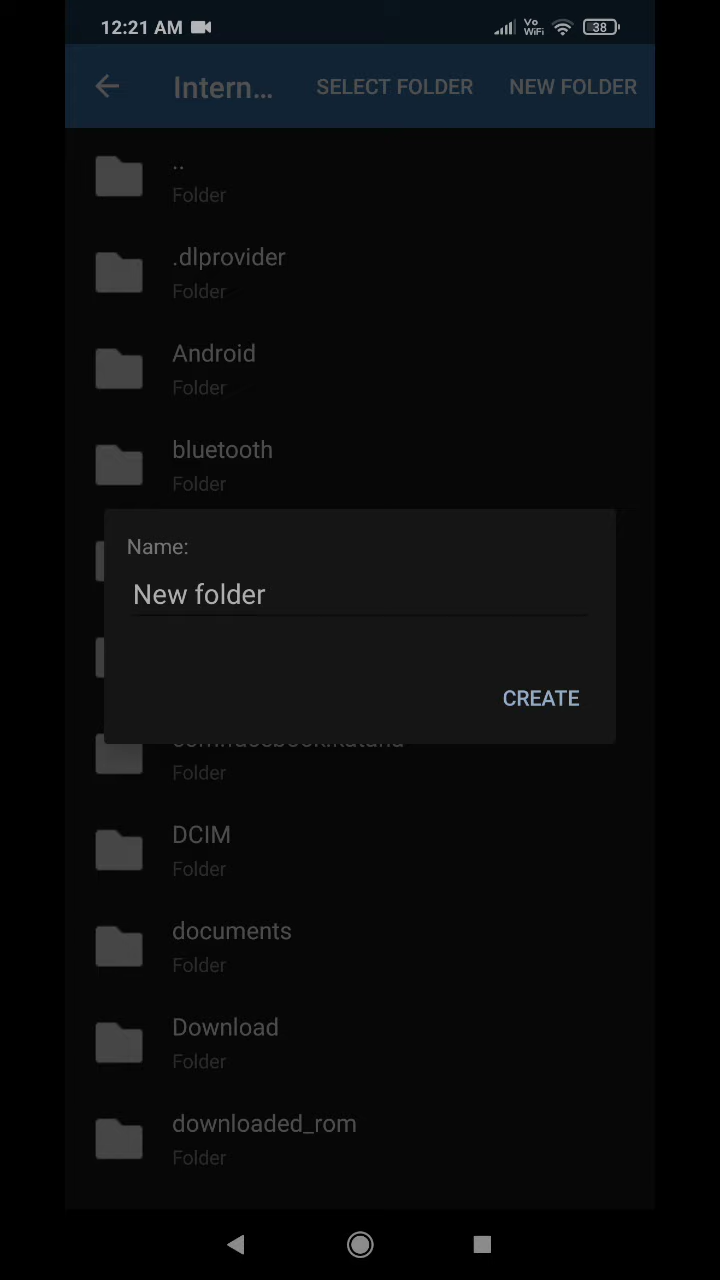 12:21 AM
Vo
WiFi
38
Intern...
SELECT FOLDER
NEW FOLDER
..
Folder
.dlprovider
Folder
Android
Folder
bluetooth
Folder
Name:
New folder
CREATE
Folder
DCIM
Folder
documents
Folder
Download
Folder
downloaded_rom
Folder